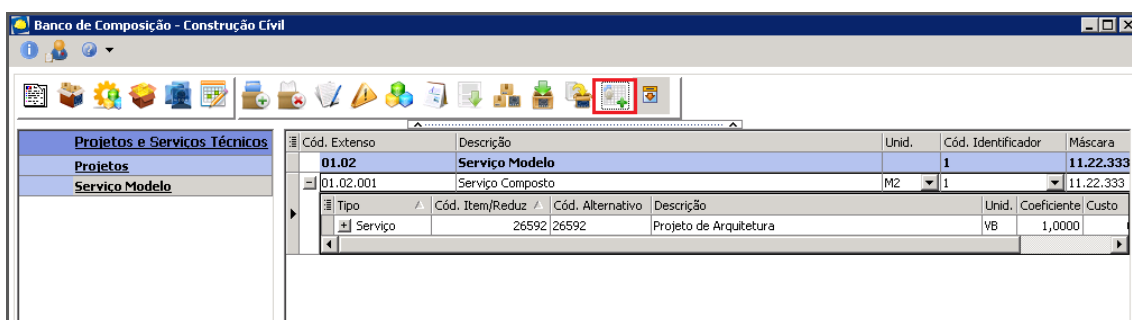 Banco de Composição - Construção Cívil
Projetos e Serviços Técnicos
Projetos
Serviço Modelo
Cód. Extenso Descrição Unid. Cód. Identificador Máscara
01.02 Serviço Modelo 1 11.22.333
01.02.001 Serviço Composto M2 1 11.22.333
Tipo Cód. Item/Reduz Cód. Alternativo Descrição Unid. Coeficiente Custo
Serviço 26592 26592 Projeto de Arquitetura VB 1,0000